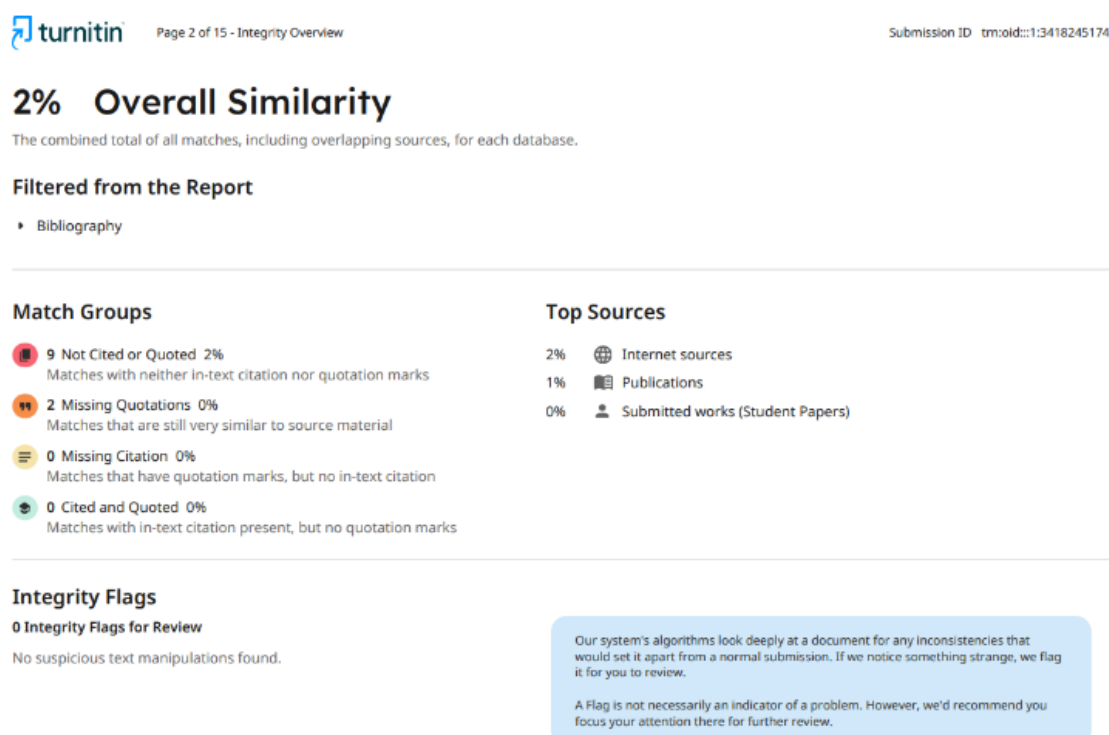 turnitin Page 2 of 15 - Integrity Overview Submission ID tm:oid:::1:3418245174
2% Overall Similarity
The combined total of all matches, including overlapping sources, for each database.
Filtered from the Report
Bibliography
Match Groups
9 Not Cited or Quoted 2%
Matches with neither in-text citation nor quotation marks
2 Missing Quotations 0%
Matches that are still very similar to source material
0 Missing Citation 0%
Matches that have quotation marks, but no in-text citation
0 Cited and Quoted 0%
Matches with in-text citation present, but no quotation marks
Top Sources
2% Internet sources
1% Publications
0% Submitted works (Student Papers)
Integrity Flags
0 Integrity Flags for Review
No suspicious text manipulations found.
Our system's algorithms look deeply at a document for any inconsistencies that
would set it apart from a normal submission. If we notice something strange, we flag
it for you to review.
A Flag is not necessarily an indicator of a problem. However, we'd recommend you
focus your attention there for further review.